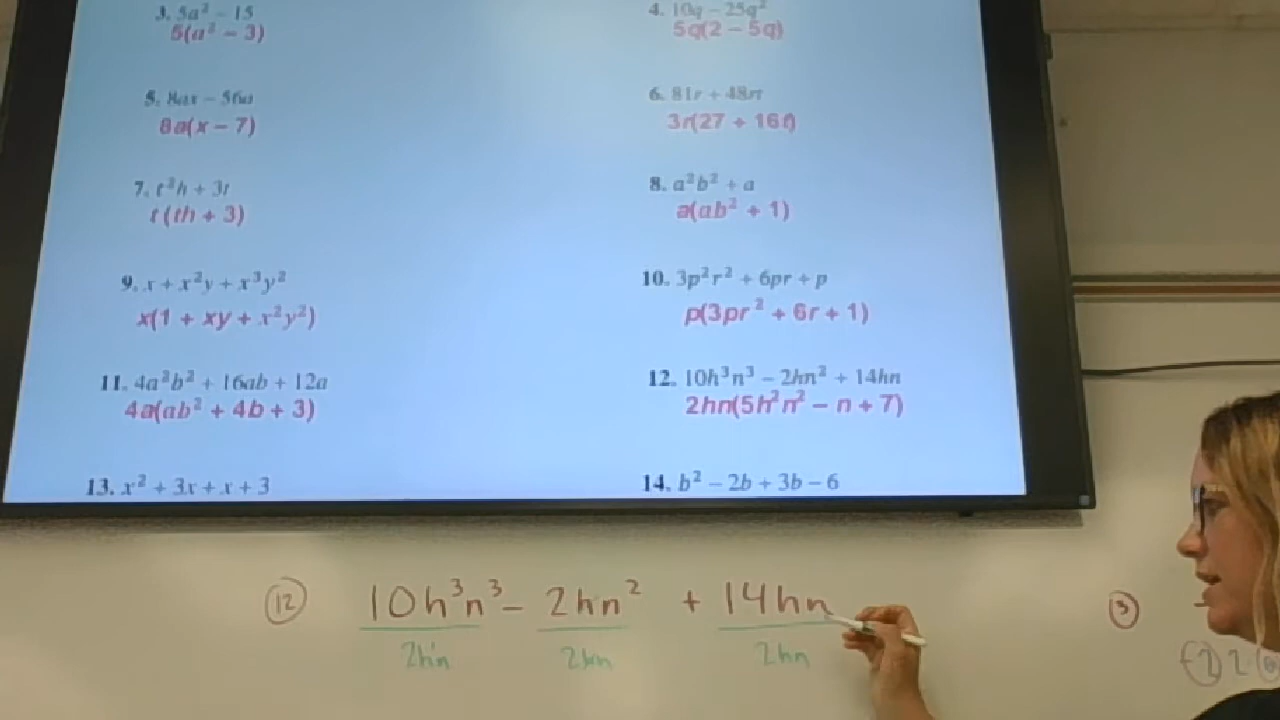 3. 5a² − 15
5(a² − 3)
4. 10q − 25q²
5q(2 − 5q)
5. 8ax − 56a
8a(x − 7)
6. 81r + 48rt
3r(27 + 16t)
7. t²h + 3t
t(th + 3)
8. a²b² + a
a(ab² + 1)
9. x + x²y + x³y²
x(1 + xy + x²y²)
10. 3p²r² + 6pr + p
p(3pr² + 6r + 1)
11. 4a²b² + 16ab + 12a
4a(ab² + 4b + 3)
12. 10h³n³ − 2hn² + 14hn
2hn(5h²n² − n + 7)
13. x² + 3x + x + 3
14. b² − 2b + 3b − 6
12 10h³n³ − 2hn² + 14hn
2hn 2hn 2hn
3